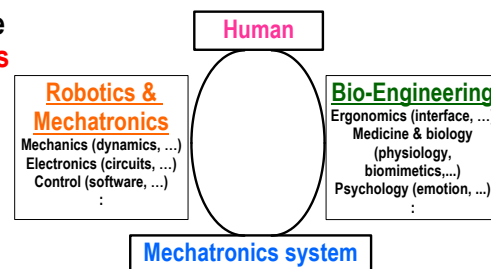 e
s
Human
Robotics &
Mechatronics
Mechanics (dynamics, …)
Electronics (circuits, …)
Control (software, …)
:
Bio-Engineering
Ergonomics (interface, …)
Medicine & biology
(physiology,
biomimetics,...)
Psychology (emotion, ...)
:
Mechatronics system